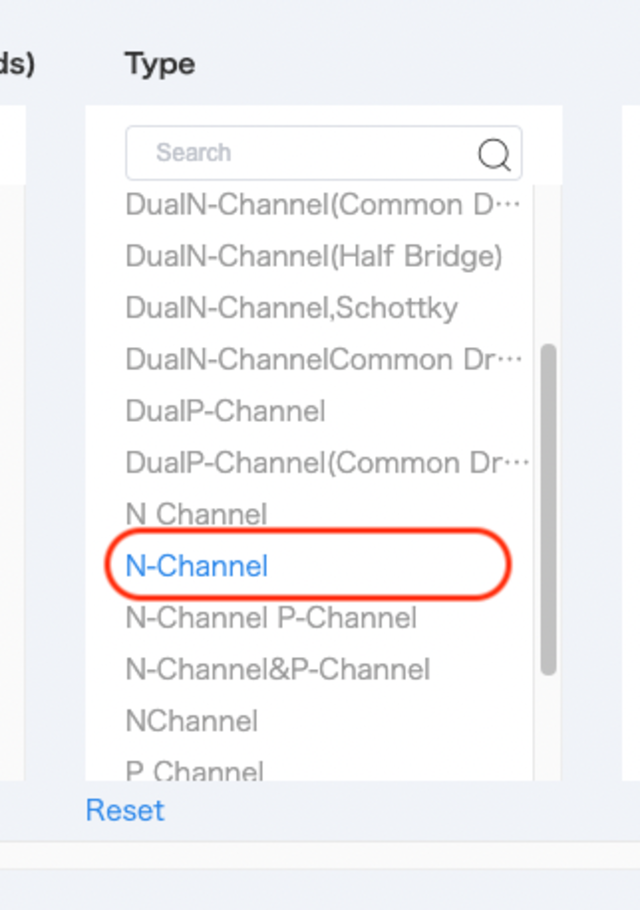 ds)
Type
Search
DualN-Channel(Common D···
DualN-Channel(Half Bridge)
DualN-Channel,Schottky
DualN-ChannelCommon Dr···
DualP-Channel
DualP-Channel(Common Dr···
N Channel
N-Channel
N-Channel P-Channel
N-Channel&P-Channel
NChannel
P Channel
Reset